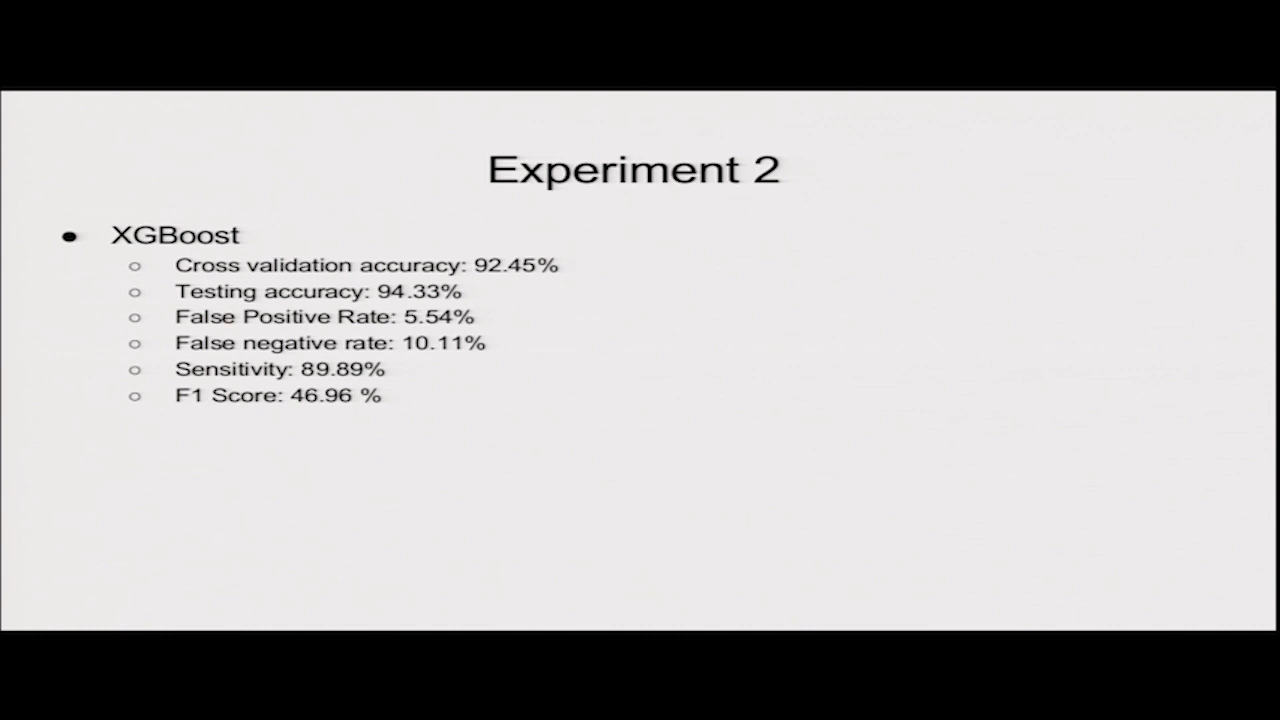 Experiment 2
● XGBoost
○ Cross validation accuracy: 92.45%
○ Testing accuracy: 94.33%
○ False Positive Rate: 5.54%
○ False negative rate: 10.11%
○ Sensitivity: 89.89%
○ F1 Score: 46.96 %